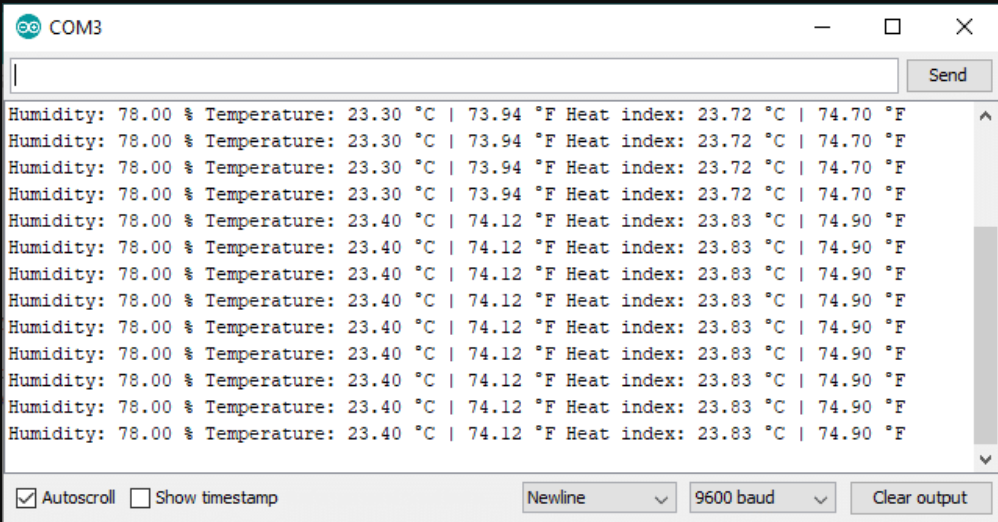 COM3
Send
Humidity: 78.00 % Temperature: 23.30 °C | 73.94 °F Heat index: 23.72 °C | 74.70 °F
Humidity: 78.00 % Temperature: 23.30 °C | 73.94 °F Heat index: 23.72 °C | 74.70 °F
Humidity: 78.00 % Temperature: 23.30 °C | 73.94 °F Heat index: 23.72 °C | 74.70 °F
Humidity: 78.00 % Temperature: 23.30 °C | 73.94 °F Heat index: 23.72 °C | 74.70 °F
Humidity: 78.00 % Temperature: 23.40 °C | 74.12 °F Heat index: 23.83 °C | 74.90 °F
Humidity: 78.00 % Temperature: 23.40 °C | 74.12 °F Heat index: 23.83 °C | 74.90 °F
Humidity: 78.00 % Temperature: 23.40 °C | 74.12 °F Heat index: 23.83 °C | 74.90 °F
Humidity: 78.00 % Temperature: 23.40 °C | 74.12 °F Heat index: 23.83 °C | 74.90 °F
Humidity: 78.00 % Temperature: 23.40 °C | 74.12 °F Heat index: 23.83 °C | 74.90 °F
Humidity: 78.00 % Temperature: 23.40 °C | 74.12 °F Heat index: 23.83 °C | 74.90 °F
Humidity: 78.00 % Temperature: 23.40 °C | 74.12 °F Heat index: 23.83 °C | 74.90 °F
Humidity: 78.00 % Temperature: 23.40 °C | 74.12 °F Heat index: 23.83 °C | 74.90 °F
Humidity: 78.00 % Temperature: 23.40 °C | 74.12 °F Heat index: 23.83 °C | 74.90 °F
Autoscroll Show timestamp Newline 9600 baud Clear output